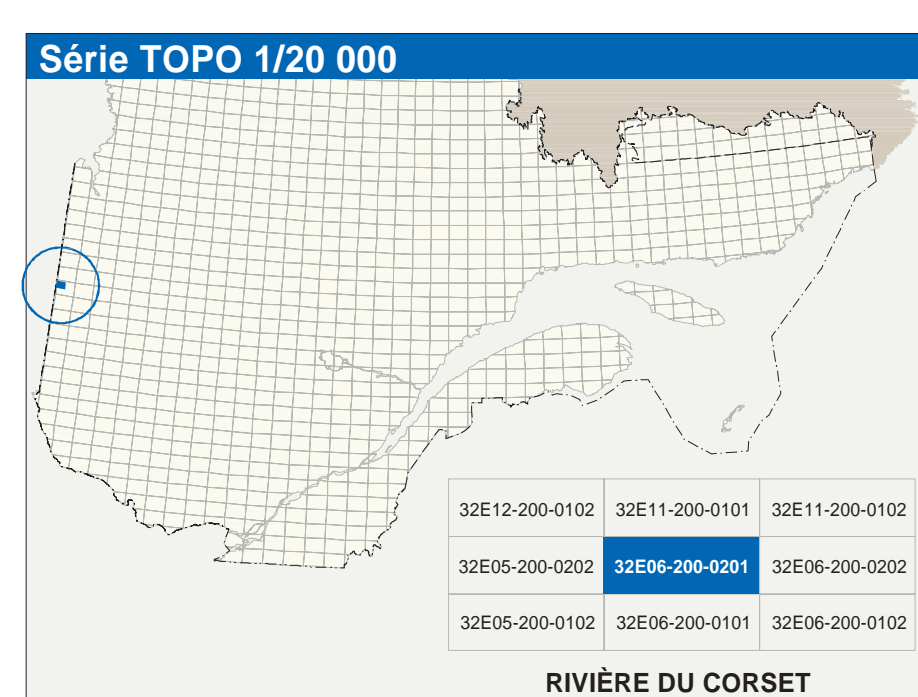 Série TOPO 1/20 000
32E12-200-0102 32E11-200-0101 32E11-200-0102
32E05-200-0202 32E06-200-0201 32E06-200-0202
32E05-200-0102 32E06-200-0101 32E06-200-0102
RIVIÈRE DU CORSET